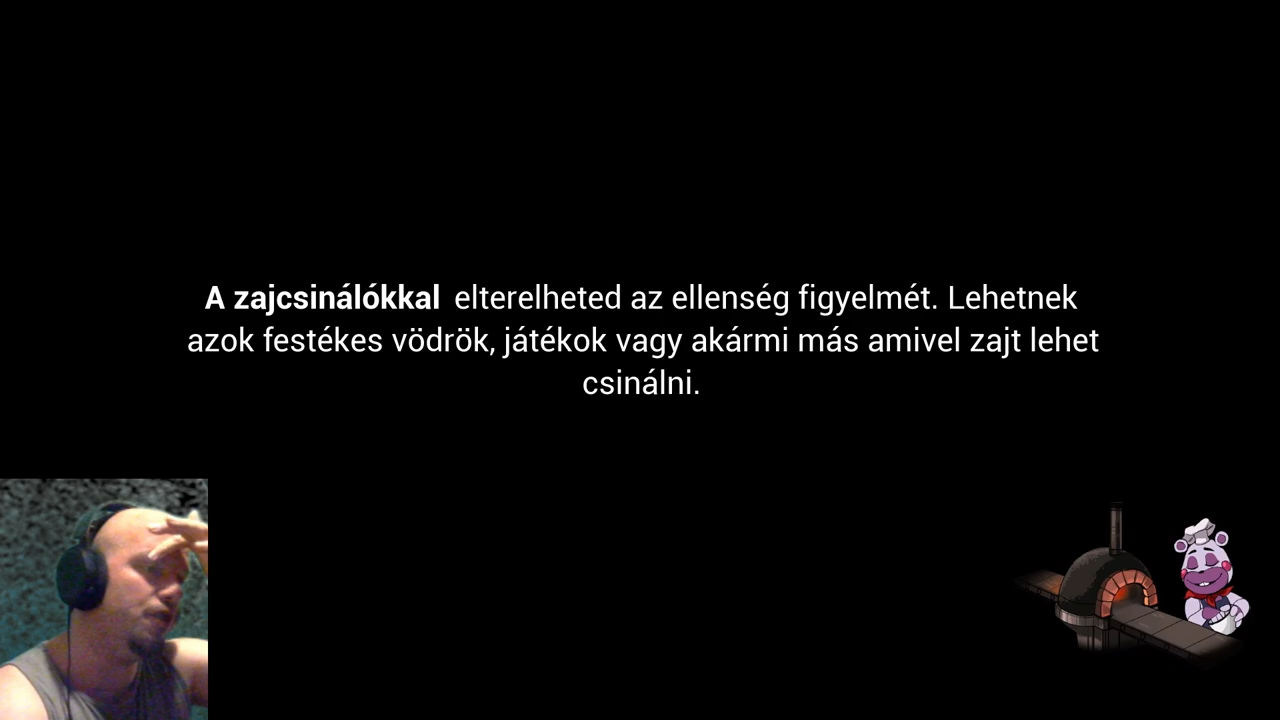 A zajcsinálókkal elterelheted az ellenség figyelmét. Lehetnek
azok festékes vödrök, játékok vagy akármi más amivel zajt lehet
csinálni.